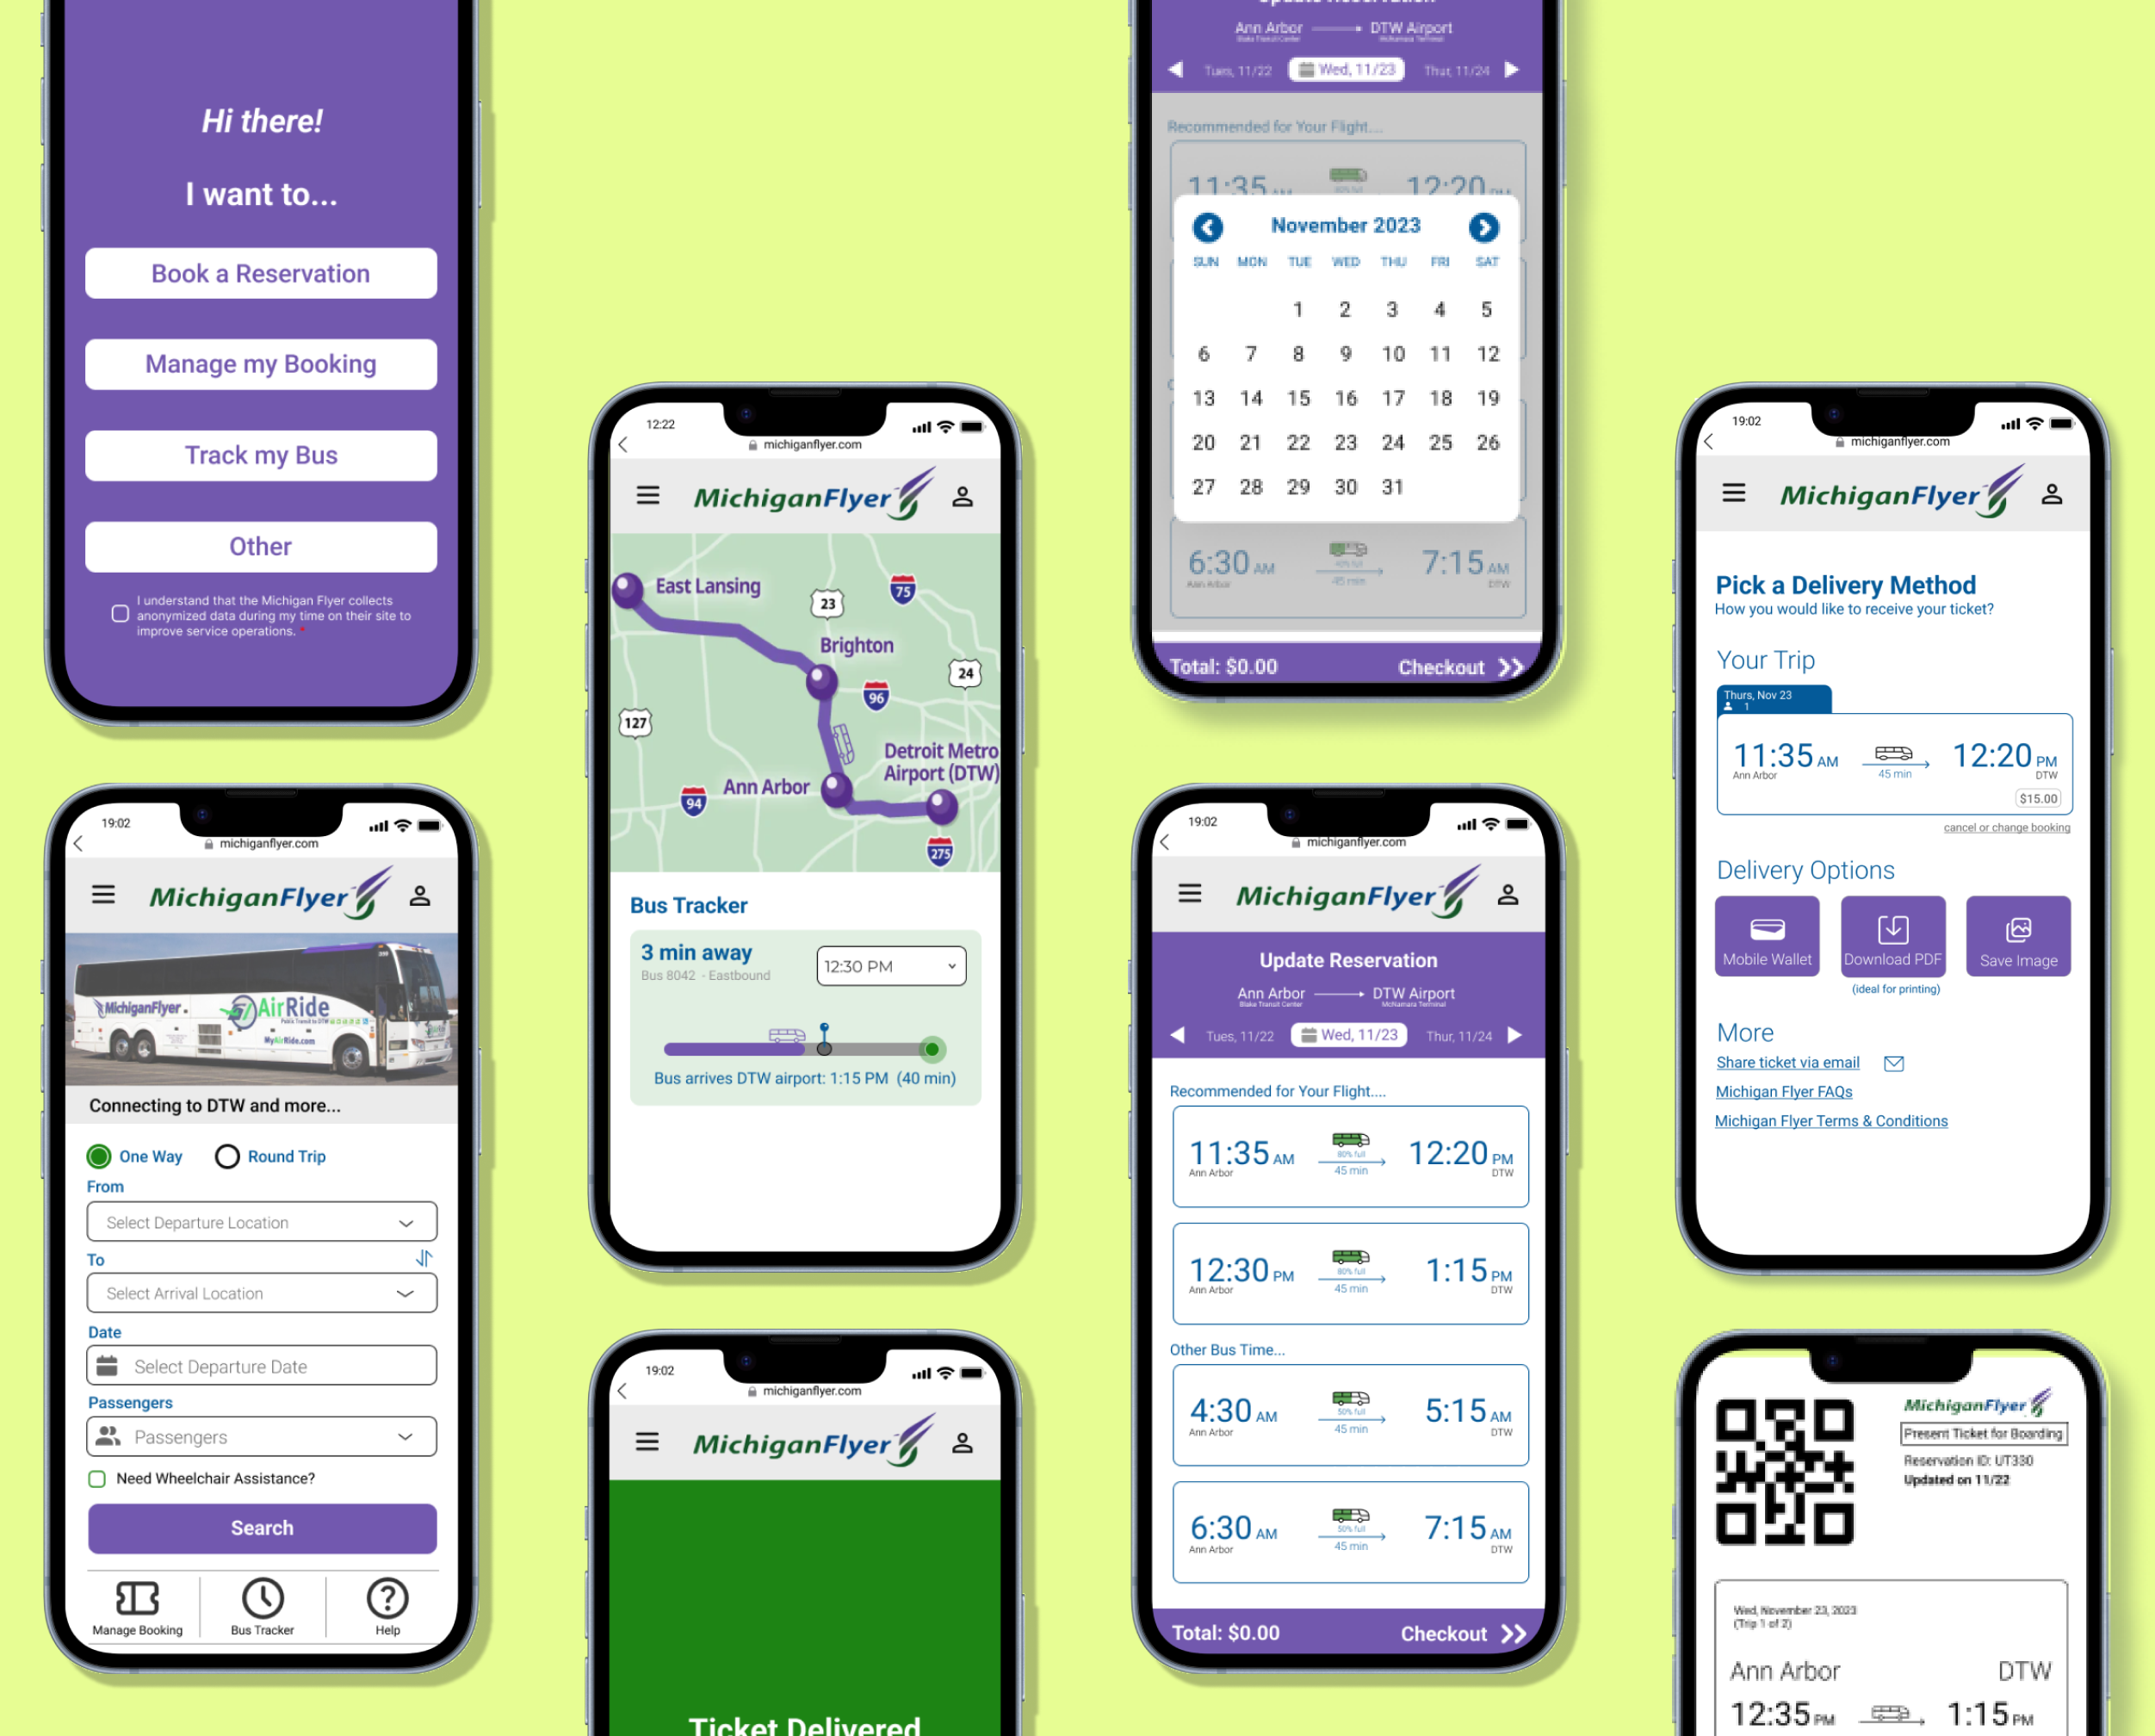 Hi there!
I want to...
Book a Reservation
Manage my Booking
Track my Bus
Other
I understand that the Michigan Flyer collects
anonymized data during my time on their site to
improve service operations. *
19:02
michiganflyer.com
MichiganFlyer
MichiganFlyer
AirRide
Public Transit to DTW
MyAirRide.com
Connecting to DTW and more...
One Way
Round Trip
From
Select Departure Location
To
Select Arrival Location
Date
Select Departure Date
Passengers
Passengers
Need Wheelchair Assistance?
Search
Manage Booking
Bus Tracker
Help
12:22
michiganflyer.com
MichiganFlyer
East Lansing
75
23
Brighton
24
96
127
Detroit Metro
Airport (DTW)
Ann Arbor
94
275
Bus Tracker
3 min away
Bus 8042 - Eastbound
12:30 PM
Bus arrives DTW airport: 1:15 PM (40 min)
19:02
michiganflyer.com
MichiganFlyer
Ticket Delivered
Update Reservation
Ann Arbor
DTW Airport
Blake Transit Center
McNamara Terminal
Tues, 11/22
Wed, 11/23
Thur, 11/24
Recommended for Your Flight...
11:35 AM
80% full
12:20 PM
November 2023
SUN MON TUE WED THU FRI SAT
1 2 3 4 5
6 7 8 9 10 11 12
13 14 15 16 17 18 19
20 21 22 23 24 25 26
27 28 29 30 31
6:30 AM
7:15 AM
Ann Arbor
45 min
DTW
Total: $0.00
Checkout
19:02
michiganflyer.com
MichiganFlyer
Update Reservation
Ann Arbor
DTW Airport
Blake Transit Center
McNamara Terminal
Tues, 11/22
Wed, 11/23
Thur, 11/24
Recommended for Your Flight....
11:35 AM
80% full
12:20 PM
Ann Arbor
45 min
DTW
12:30 PM
80% full
1:15 PM
Ann Arbor
45 min
DTW
Other Bus Time...
4:30 AM
50% full
5:15 AM
Ann Arbor
45 min
DTW
6:30 AM
50% full
7:15 AM
Ann Arbor
45 min
DTW
Total: $0.00
Checkout
19:02
michiganflyer.com
MichiganFlyer
Pick a Delivery Method
How you would like to receive your ticket?
Your Trip
Thurs, Nov 23
1
11:35 AM
12:20 PM
Ann Arbor
45 min
DTW
$15.00
cancel or change booking
Delivery Options
Mobile Wallet
Download PDF
Save Image
(ideal for printing)
More
Share ticket via email
Michigan Flyer FAQs
Michigan Flyer Terms & Conditions
MichiganFlyer
Present Ticket for Boarding
Reservation ID: UT330
Updated on 11/22
Wed, November 23, 2023
(Trip 1 of 2)
Ann Arbor
DTW
12:35 PM
1:15 PM